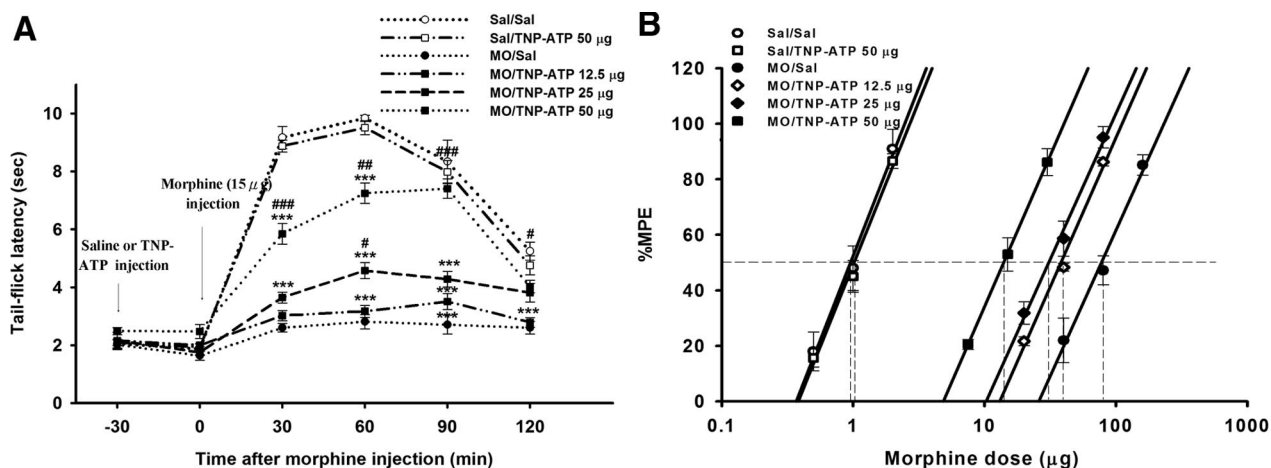 A
Sal/Sal
Sal/TNP-ATP 50 μg
MO/Sal
MO/TNP-ATP 12.5 μg
MO/TNP-ATP 25 μg
MO/TNP-ATP 50 μg
Tail-flick latency (sec)
10
8
6
4
2
0
Saline or TNP-
ATP injection
Morphine (15 μg)
injection
###
***
##
***
###
#
#
***
***
***
***
***
***
***
-30
0
30
60
90
120
Time after morphine injection (min)
B
Sal/Sal
Sal/TNP-ATP 50 μg
MO/Sal
MO/TNP-ATP 12.5 μg
MO/TNP-ATP 25 μg
MO/TNP-ATP 50 μg
%MPE
120
100
80
60
40
20
0
0.1
1
10
100
1000
Morphine dose (μg)